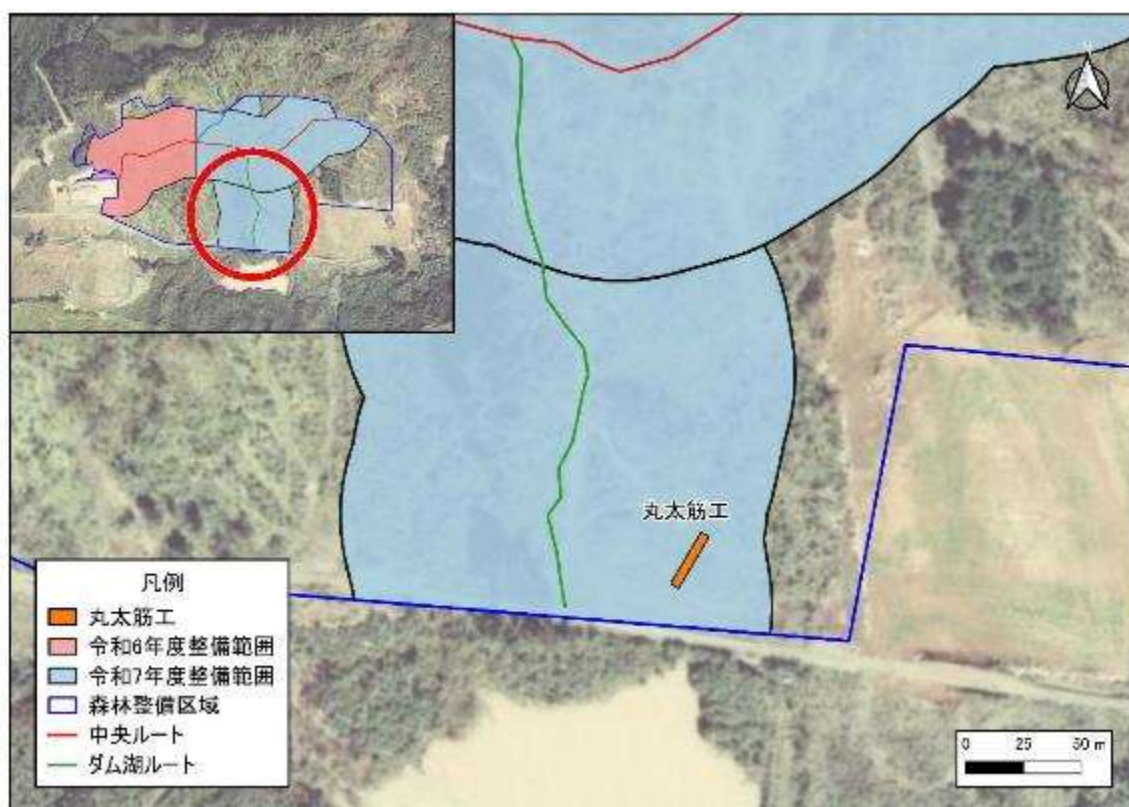 丸太筋工
凡例
丸太筋工
令和6年度整備範囲
令和7年度整備範囲
森林整備区域
中央ルート
ダム湖ルート
0 25 50 m